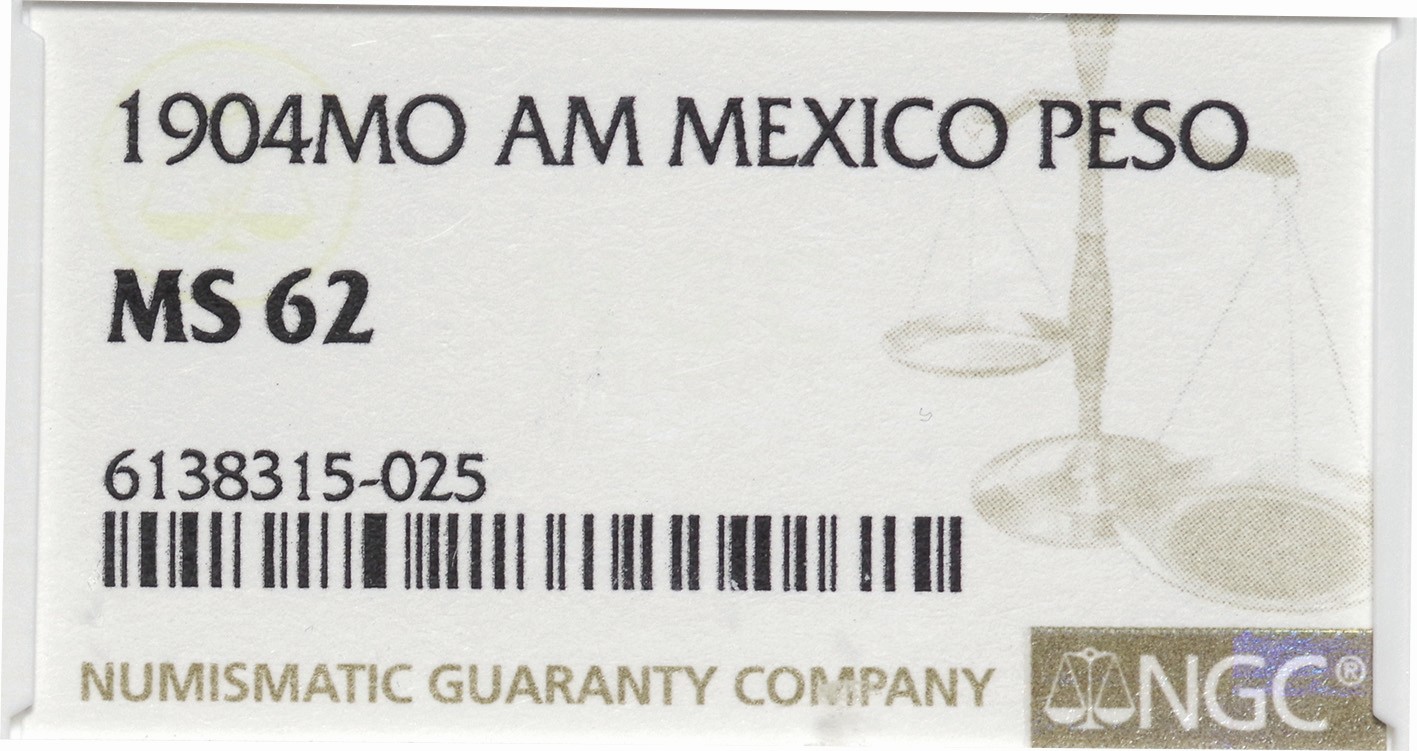 1904MO AM MEXICO PESO
MS 62
6138315-025
NUMISMATIC GUARANTY COMPANY
NGC®